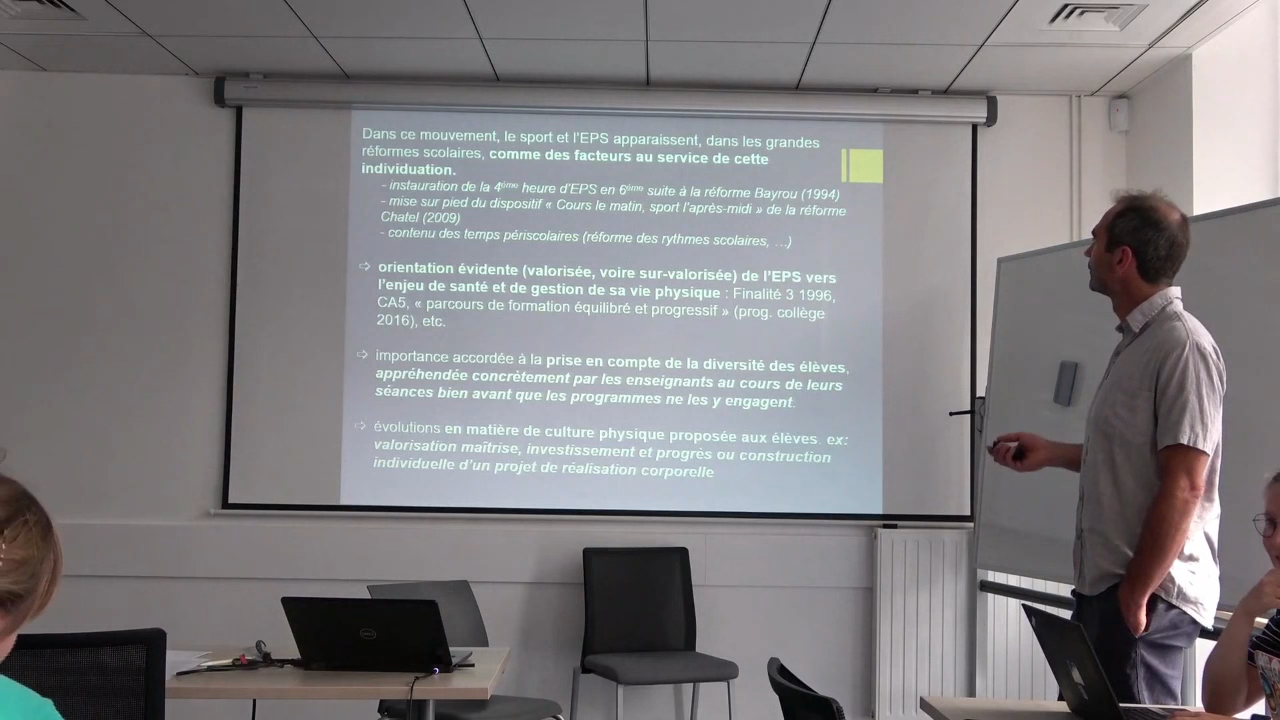 Dans ce mouvement, le sport et l'EPS apparaissent, dans les grandes
réformes scolaires, comme des facteurs au service de cette
individuation.
- instauration de la 4ème heure d'EPS en 6ème suite à la réforme Bayrou (1994)
- mise sur pied du dispositif « Cours le matin, sport l'après-midi » de la réforme
Chatel (2009)
- contenu des temps périscolaires (réforme des rythmes scolaires, …)
⇨ orientation évidente (valorisée, voire sur-valorisée) de l'EPS vers
l'enjeu de santé et de gestion de sa vie physique : Finalité 3 1996,
CA5, « parcours de formation équilibré et progressif » (prog. collège
2016), etc.
⇨ importance accordée à la prise en compte de la diversité des élèves,
appréhendée concrètement par les enseignants au cours de leurs
séances bien avant que les programmes ne les y engagent.
⇨ évolutions en matière de culture physique proposée aux élèves. ex:
valorisation maîtrise, investissement et progrès ou construction
individuelle d'un projet de réalisation corporelle
DELL